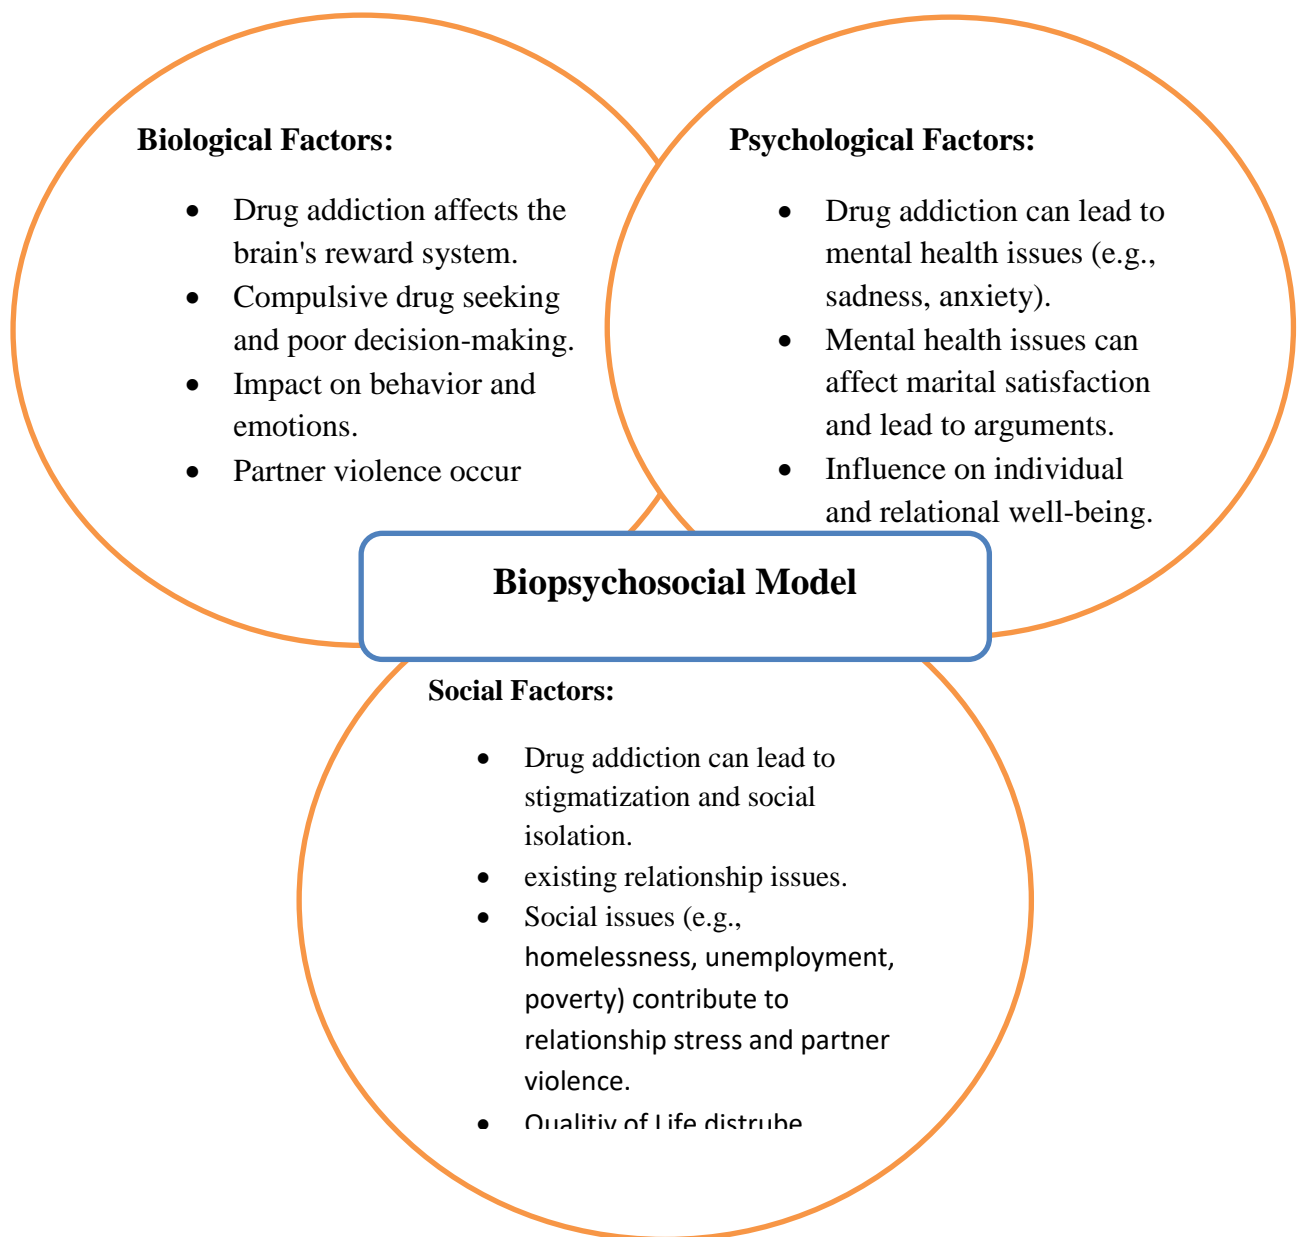 Biological Factors:
• Drug addiction affects the
brain's reward system.
• Compulsive drug seeking
and poor decision-making.
• Impact on behavior and
emotions.
• Partner violence occur
Psychological Factors:
• Drug addiction can lead to
mental health issues (e.g.,
sadness, anxiety).
• Mental health issues can
affect marital satisfaction
and lead to arguments.
• Influence on individual
and relational well-being.
Biopsychosocial Model
Social Factors:
• Drug addiction can lead to
stigmatization and social
isolation.
• existing relationship issues.
• Social issues (e.g.,
homelessness, unemployment,
poverty) contribute to
relationship stress and partner
violence.
• Qualitiy of Life distrube